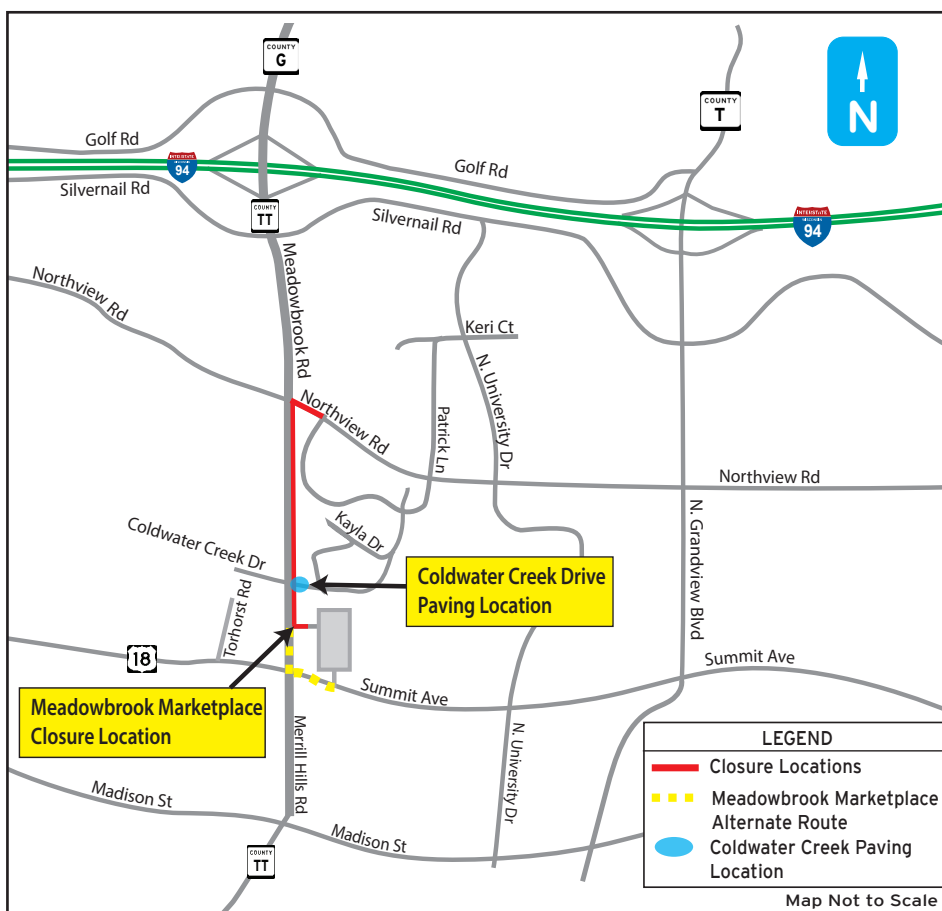 COUNTY
G
COUNTY
T
N
Golf Rd
INTERSTATE
94
Golf Rd
Silvernail Rd
COUNTY
TT
Silvernail Rd
INTERSTATE
94
Meadowbrook Rd
Northview Rd
Keri Ct
N. University Dr
Northview Rd
Patrick Ln
Northview Rd
N. Grandview Blvd
Kayla Dr
Coldwater Creek Dr
Coldwater Creek Drive
Paving Location
Torhorst Rd
18
Summit Ave
Summit Ave
Meadowbrook Marketplace
Closure Location
Merrill Hills Rd
N. University Dr
Madison St
Madison St
COUNTY
TT
LEGEND
Closure Locations
Meadowbrook Marketplace
Alternate Route
Coldwater Creek Paving
Location
Map Not to Scale